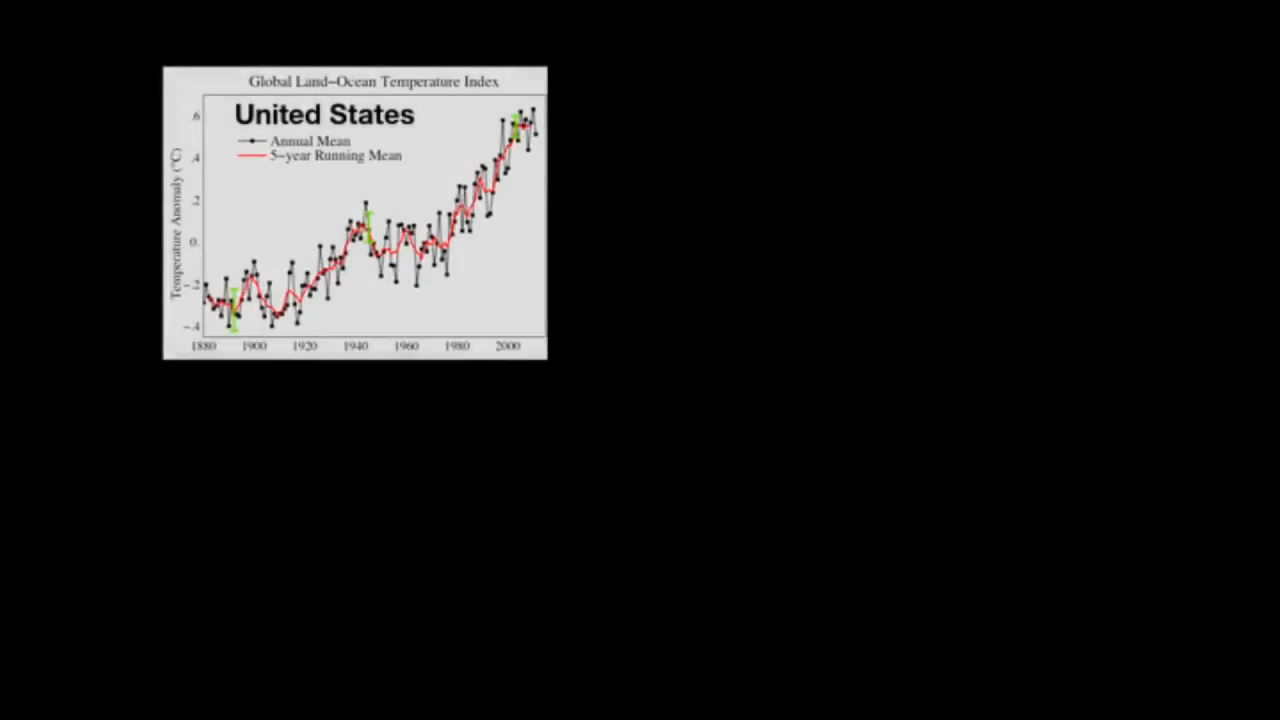 Global Land−Ocean Temperature Index
United States
Annual Mean
5−year Running Mean
Temperature Anomaly (°C)
.6
.4
.2
0.
−.2
−.4
1880 1900 1920 1940 1960 1980 2000